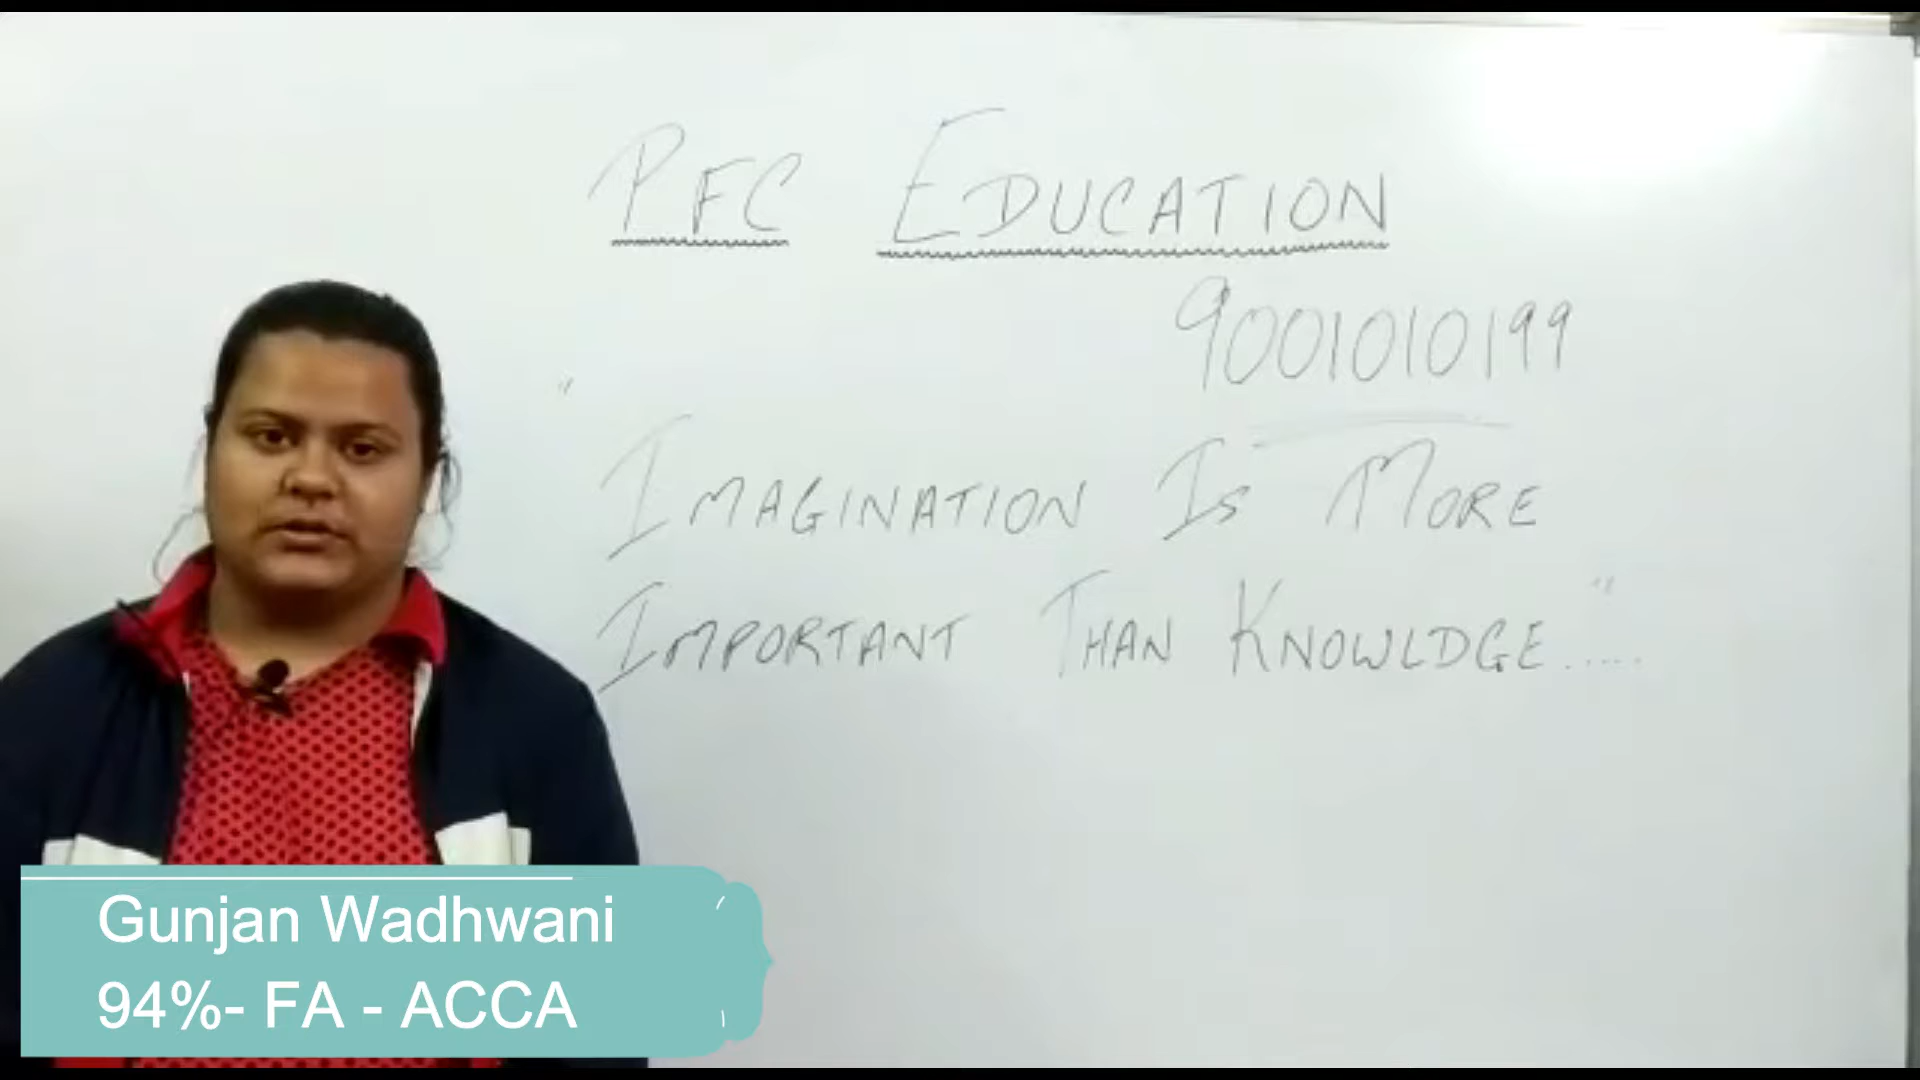 PFC EDUCATION
9001010199
"
IMAGINATION IS MORE
IMPORTANT THAN KNOWLDGE....."
Gunjan Wadhwani
94%- FA - ACCA